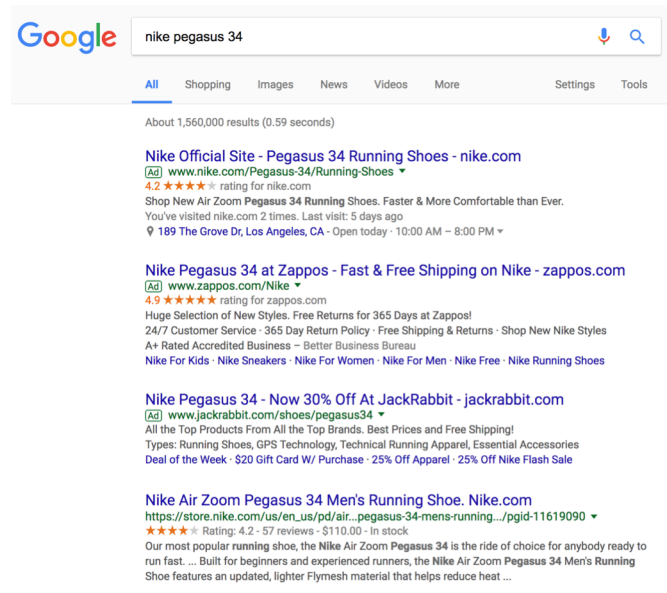 Google
nike pegasus 34
All Shopping Images News Videos More Settings Tools
About 1,560,000 results (0.59 seconds)
Nike Official Site - Pegasus 34 Running Shoes - nike.com
Ad www.nike.com/Pegasus-34/Running-Shoes
4.2 ★★★★★ rating for nike.com
Shop New Air Zoom Pegasus 34 Running Shoes. Faster & More Comfortable than Ever.
You've visited nike.com 2 times. Last visit: 5 days ago
189 The Grove Dr, Los Angeles, CA - Open today · 10:00 AM – 8:00 PM
Nike Pegasus 34 at Zappos - Fast & Free Shipping on Nike - zappos.com
Ad www.zappos.com/Nike
4.9 ★★★★★ rating for zappos.com
Huge Selection of New Styles. Free Returns for 365 Days at Zappos!
24/7 Customer Service · 365 Day Return Policy · Free Shipping & Returns · Shop New Nike Styles
A+ Rated Accredited Business – Better Business Bureau
Nike For Kids · Nike Sneakers · Nike For Women · Nike For Men · Nike Free · Nike Running Shoes
Nike Pegasus 34 - Now 30% Off At JackRabbit - jackrabbit.com
Ad www.jackrabbit.com/shoes/pegasus34
All the Top Products From All the Top Brands. Best Prices and Free Shipping!
Types: Running Shoes, GPS Technology, Technical Running Apparel, Essential Accessories
Deal of the Week · $20 Gift Card W/ Purchase · 25% Off Apparel · 25% Off Nike Flash Sale
Nike Air Zoom Pegasus 34 Men's Running Shoe. Nike.com
https://store.nike.com/us/en_us/pd/air...pegasus-34-mens-running.../pgid-11619090
★★★★★ Rating: 4.2 - 57 reviews - $110.00 - In stock
Our most popular running shoe, the Nike Air Zoom Pegasus 34 is the ride of choice for anybody ready to
run fast. ... Built for beginners and experienced runners, the Nike Air Zoom Pegasus 34 Men's Running
Shoe features an updated, lighter Flymesh material that helps reduce heat ...